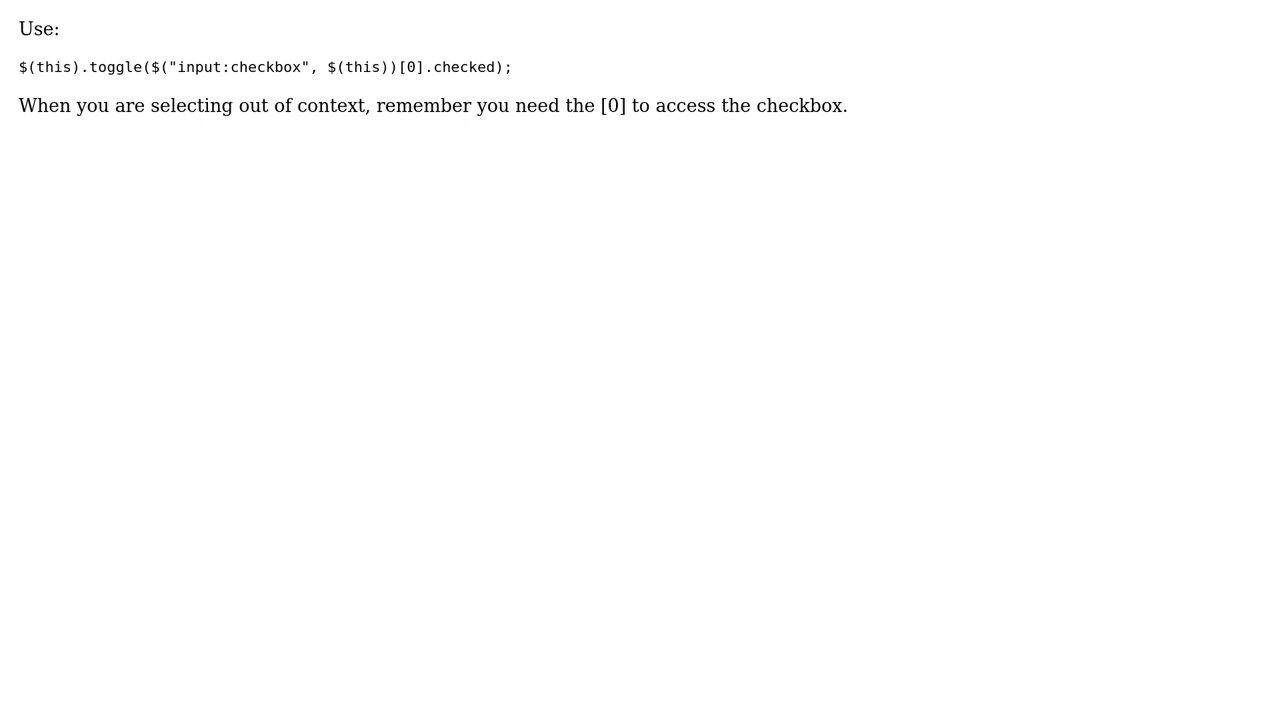 Use:
$(this).toggle($("input:checkbox", $(this))[0].checked);
When you are selecting out of context, remember you need the [0] to access the checkbox.